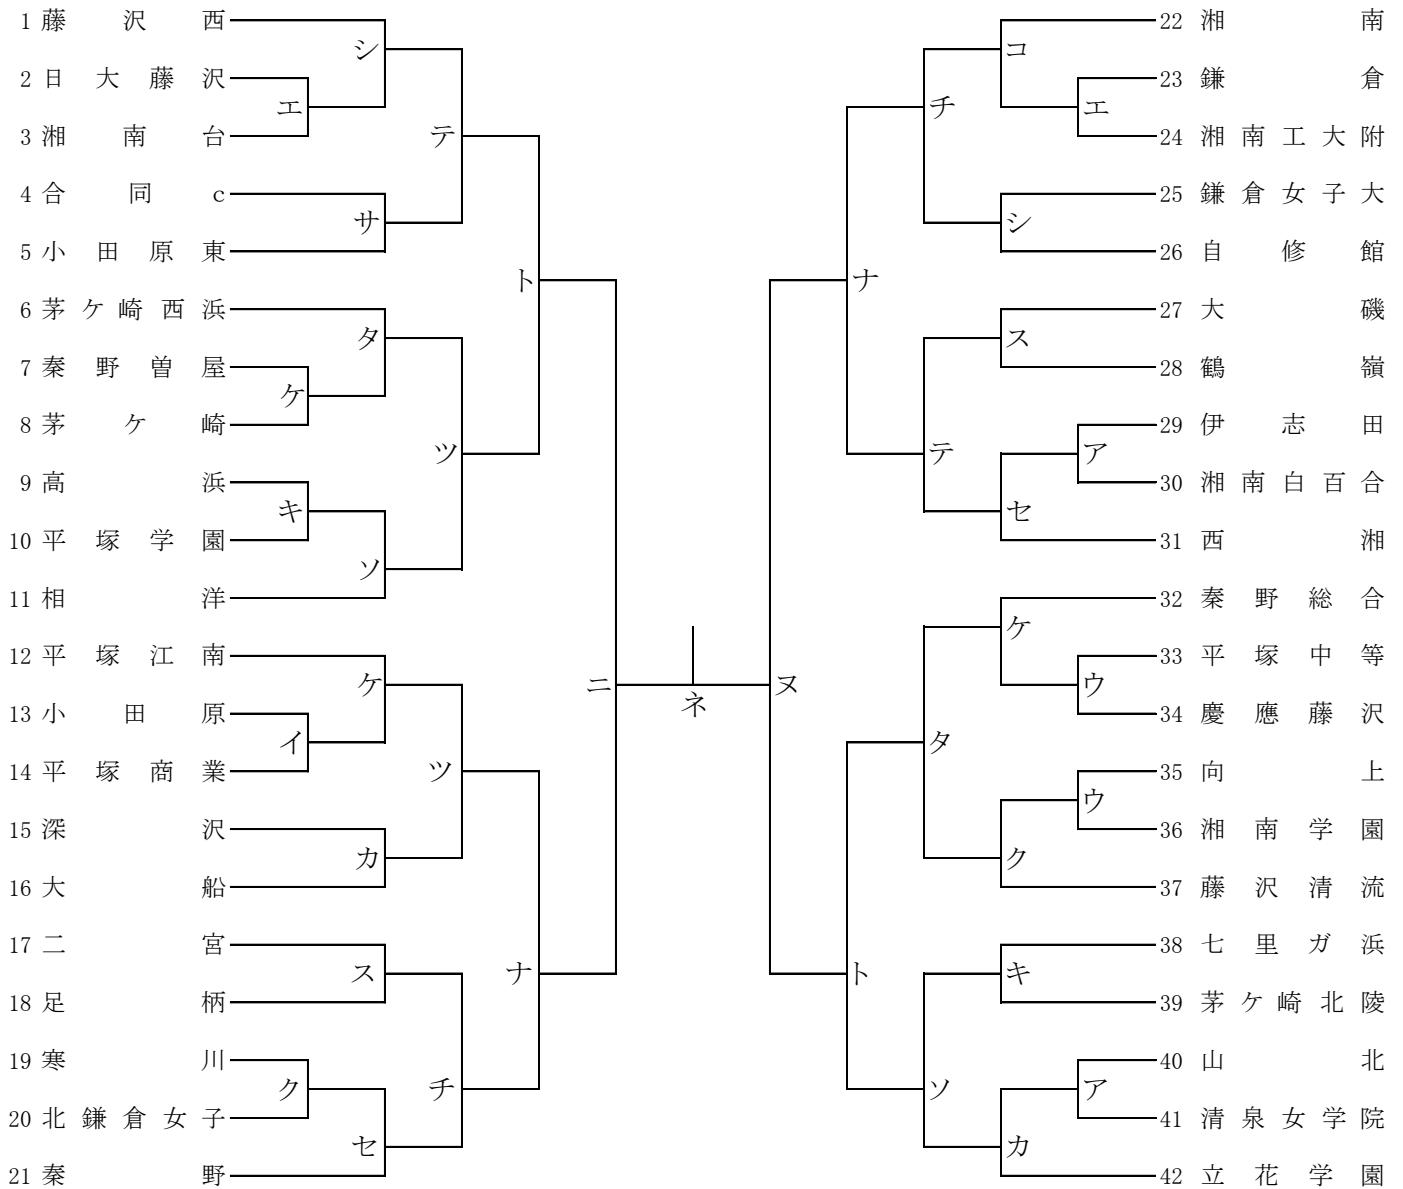 1 藤沢西
シ
2 日大藤沢
エ
3 湘南台
テ
4 合同c
サ
5 小田原東
ト
6 茅ケ崎西浜
タ
7 秦野曽屋
ケ
8 茅ケ崎
ツ
9 高浜
キ
10 平塚学園
ソ
11 相洋
12 平塚江南
ケ
ニ
13 小田原
イ
14 平塚商業
ツ
15 深沢
カ
16 大船
17 二宮
ス
ナ
18 足柄
19 寒川
ク
チ
20 北鎌倉女子
セ
21 秦野
ネ
22 湘南
コ
23 鎌倉
エ
チ
24 湘南工大附
25 鎌倉女子大
シ
26 自修館
ナ
27 大磯
ス
28 鶴嶺
29 伊志田
ア
テ
30 湘南白百合
セ
31 西湘
32 秦野総合
ケ
33 平塚中等
ウ
ヌ
34 慶應藤沢
タ
35 向上
ウ
36 湘南学園
ク
37 藤沢清流
38 七里ガ浜
キ
ト
39 茅ケ崎北陵
40 山北
ア
ソ
41 清泉女学院
カ
42 立花学園